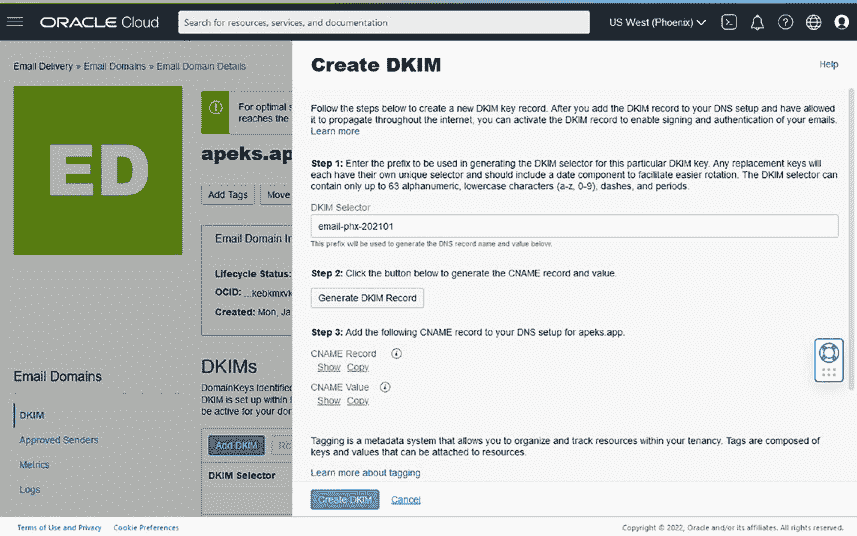 ORACLE Cloud
Search for resources, services, and documentation
US West (Phoenix)
Email Delivery » Email Domains » Email Domain Details
ED
For optimal s
reaches the
apeks.ap
Add Tags
Move
Email Domain In
Lifecycle Status:
OCID:
Created: Mon, Ja
Email Domains
DKIM
Approved Senders
Metrics
Logs
DKIMs
DomainKeys Identified
DKIM is set up within
be active for your do
Add DKIM
DKIM Selector
Create DKIM
Help
Follow the steps below to create a new DKIM key record. After you add the DKIM record to your DNS setup and have allowed
it to propagate throughout the internet, you can activate the DKIM record to enable signing and authentication of your emails.
Learn more
Step 1: Enter the prefix to be used in generating the DKIM selector for this particular DKIM key. Any replacement keys will
each have their own unique selector and should include a date component to facilitate easier rotation. The DKIM selector can
contain only up to 63 alphanumeric, lowercase characters (a-z, 0-9), dashes, and periods.
DKIM Selector
email-phx-202101
This prefix will be used to generate the DNS record name and value below.
Step 2: Click the button below to generate the CNAME record and value.
Generate DKIM Record
Step 3: Add the following CNAME record to your DNS setup for apeks.app.
CNAME Record
Show Copy
CNAME Value
Show Copy
Tagging is a metadata system that allows you to organize and track resources within your tenancy. Tags are composed of
keys and values that can be attached to resources.
Learn more about tagging
Create DKIM
Cancel
Terms of Use and Privacy
Cookie Preferences
Copyright © 2022, Oracle and/or its affiliates. All rights reserved.